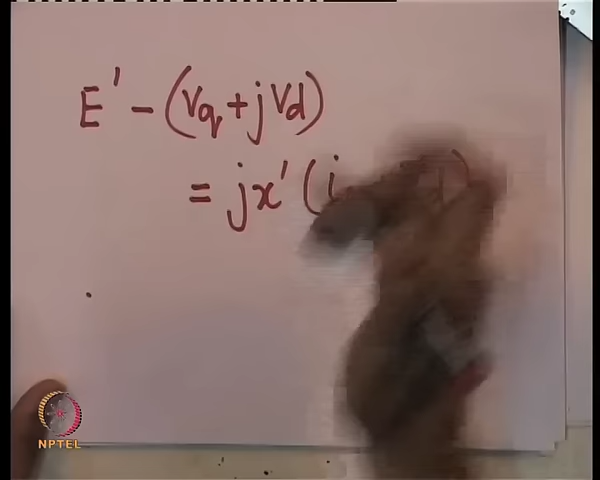 E' - (Vq + jVd)
= jx' (i
NPTEL